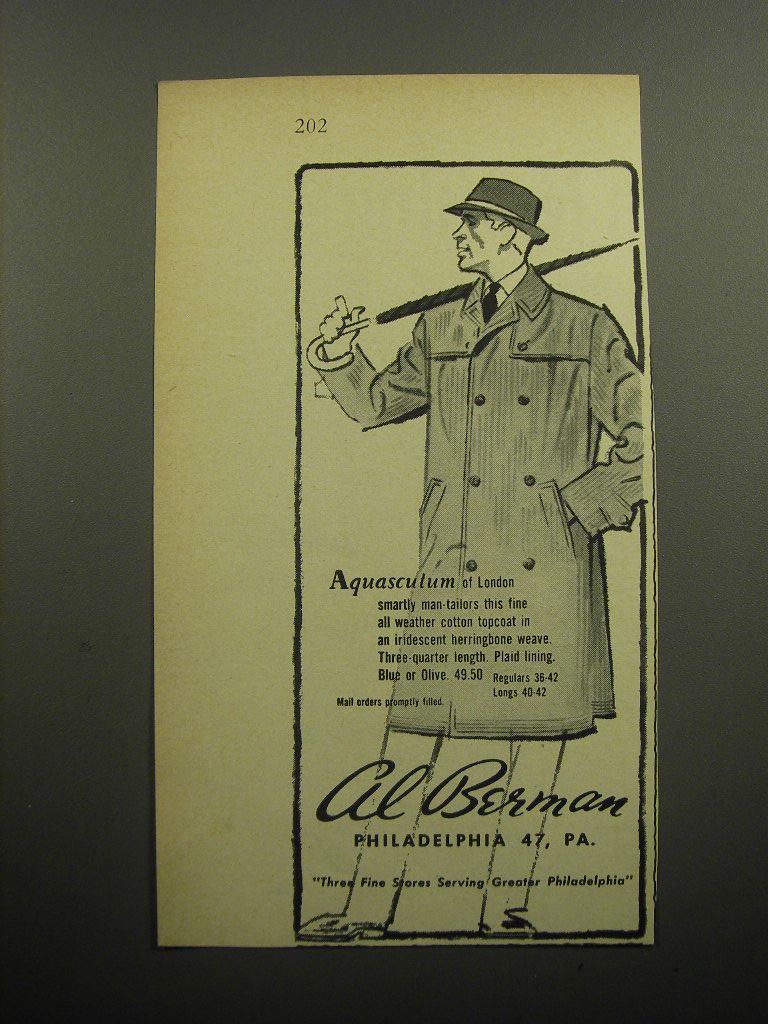 202
Aquascutum of London
smartly man-tailors this fine
all weather cotton topcoat in
an iridescent herringbone weave.
Three-quarter length. Plaid lining.
Blue or Olive. 49.50 Regulars 36-42
Longs 40-42
Mail orders promptly filled.
Al Berman
PHILADELPHIA 47, PA.
"Three Fine Stores Serving Greater Philadelphia"